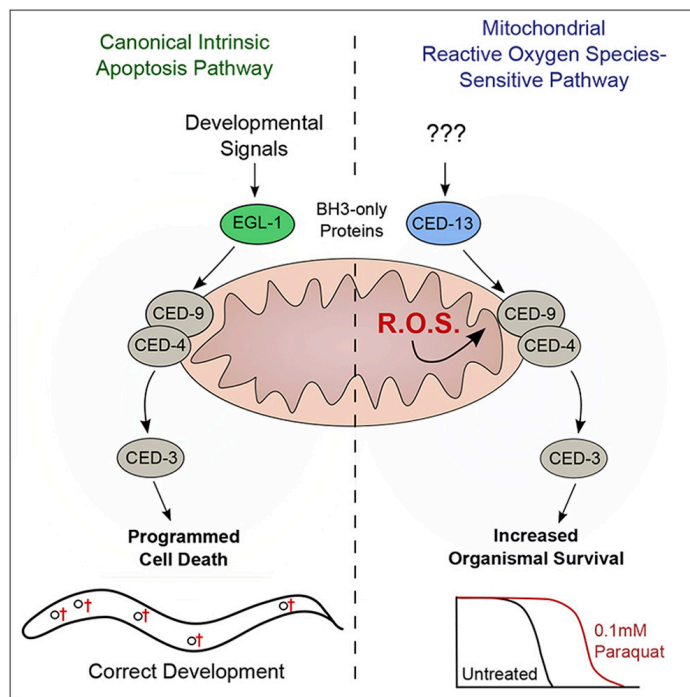 Canonical Intrinsic
Apoptosis Pathway
Mitochondrial
Reactive Oxygen Species-
Sensitive Pathway
Developmental
Signals
???
EGL-1
BH3-only
Proteins
CED-13
CED-9
CED-4
R.O.S.
CED-9
CED-4
CED-3
CED-3
Programmed
Cell Death
Increased
Organismal Survival
†
†
†
†
†
Correct Development
0.1mM
Paraquat
Untreated